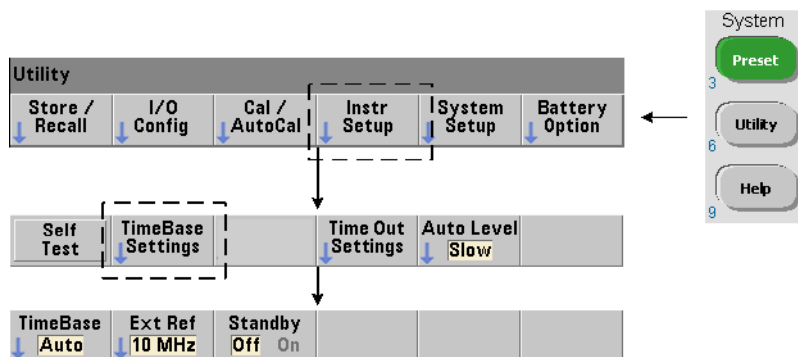 System
Preset
3
Utility
6
Help
9
Utility
Store / Recall
I/O Config
Cal / AutoCal
Instr Setup
System Setup
Battery Option
Self Test
TimeBase Settings
Time Out Settings
Auto Level
Slow
TimeBase
Auto
Ext Ref
10 MHz
Standby
Off On